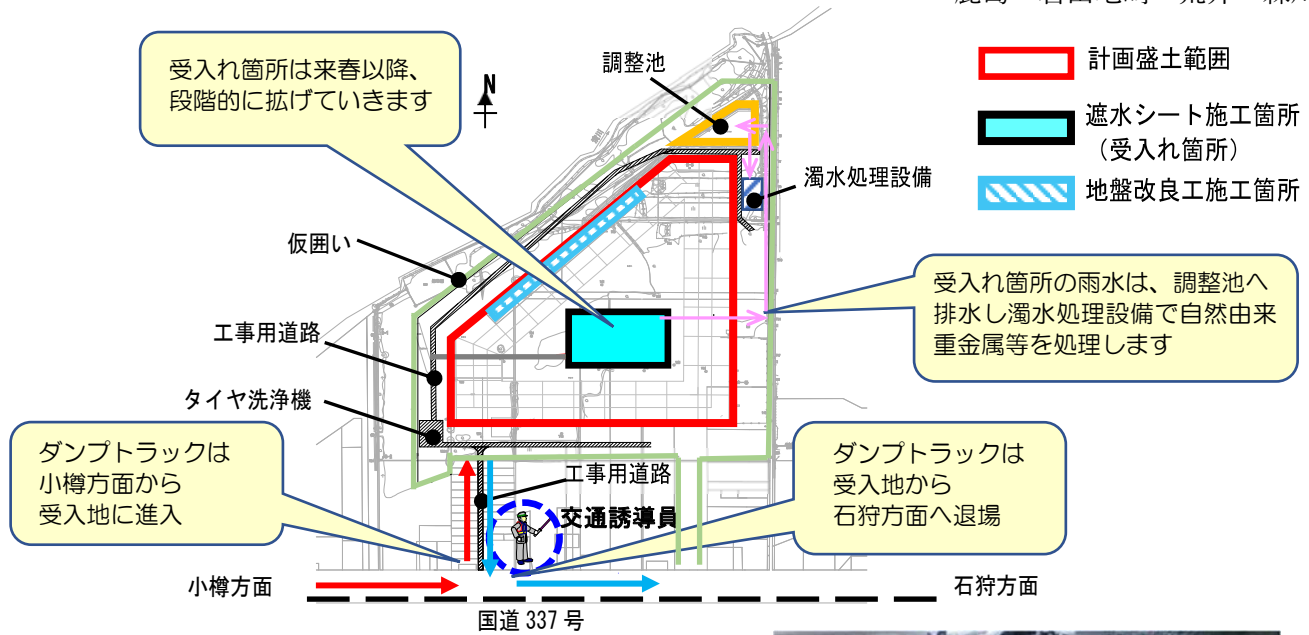 計画盛土範囲
受入れ箇所は来春以降、
段階的に拡げていきます
調整池
N
遮水シート施工箇所
（受入れ箇所）
濁水処理設備
地盤改良工施工箇所
仮囲い
受入れ箇所の雨水は、調整池へ
排水し濁水処理設備で自然由来
重金属等を処理します
工事用道路
タイヤ洗浄機
ダンプトラックは
小樽方面から
受入地に進入
ダンプトラックは
受入地から
石狩方面へ退場
工事用道路
交通誘導員
小樽方面
石狩方面
国道 337 号